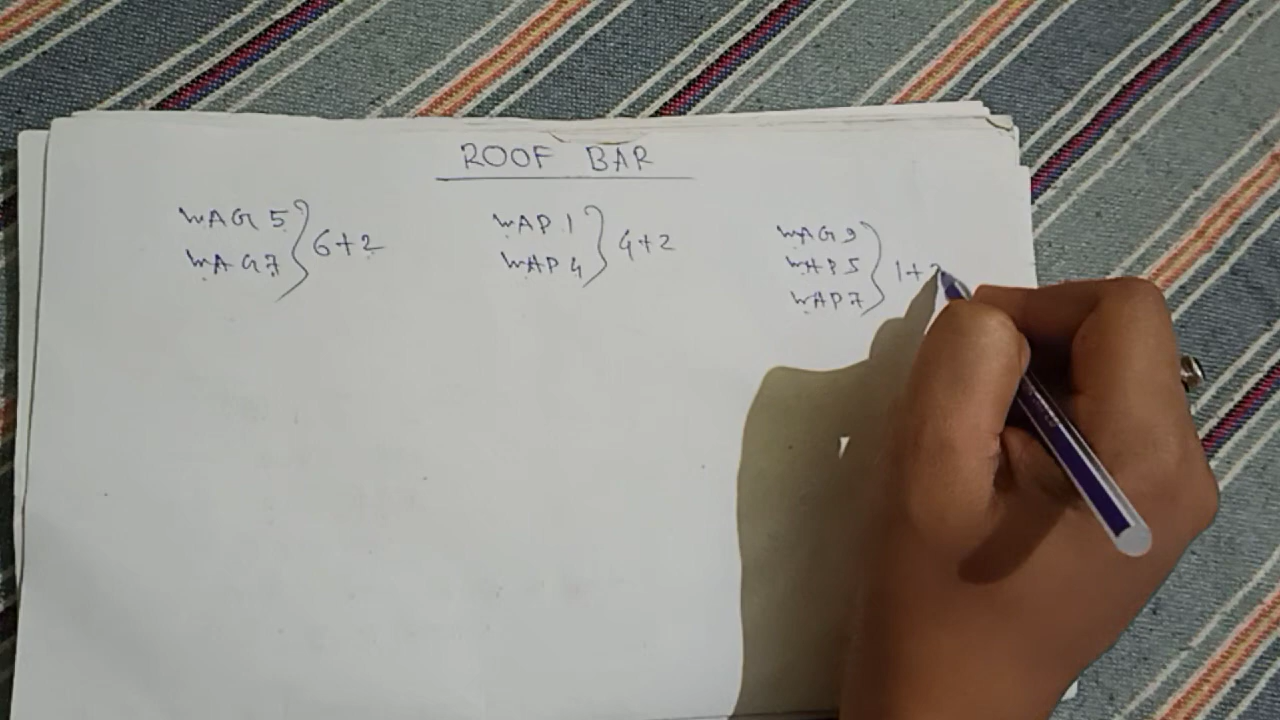 ROOF BAR
WAG 5
WAG 7
6+2
WAP 1
WAP 4
4+2
WAG 9
WAP 5
WAP 7
1+